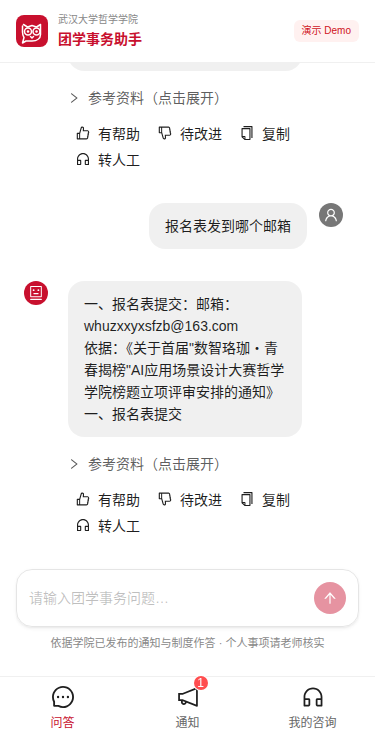 武汉大学哲学学院
团学事务助手
演示 Demo
参考资料（点击展开）
有帮助 待改进 复制
转人工
报名表发到哪个邮箱
一、报名表提交：邮箱：
whuzxxyxsfzb@163.com
依据：《关于首届"数智珞珈・青
春揭榜"AI应用场景设计大赛哲学
学院榜题立项评审安排的通知》
一、报名表提交
参考资料（点击展开）
有帮助 待改进 复制
转人工
请输入团学事务问题…
依据学院已发布的通知与制度作答 · 个人事项请老师核实
1
问答 通知 我的咨询